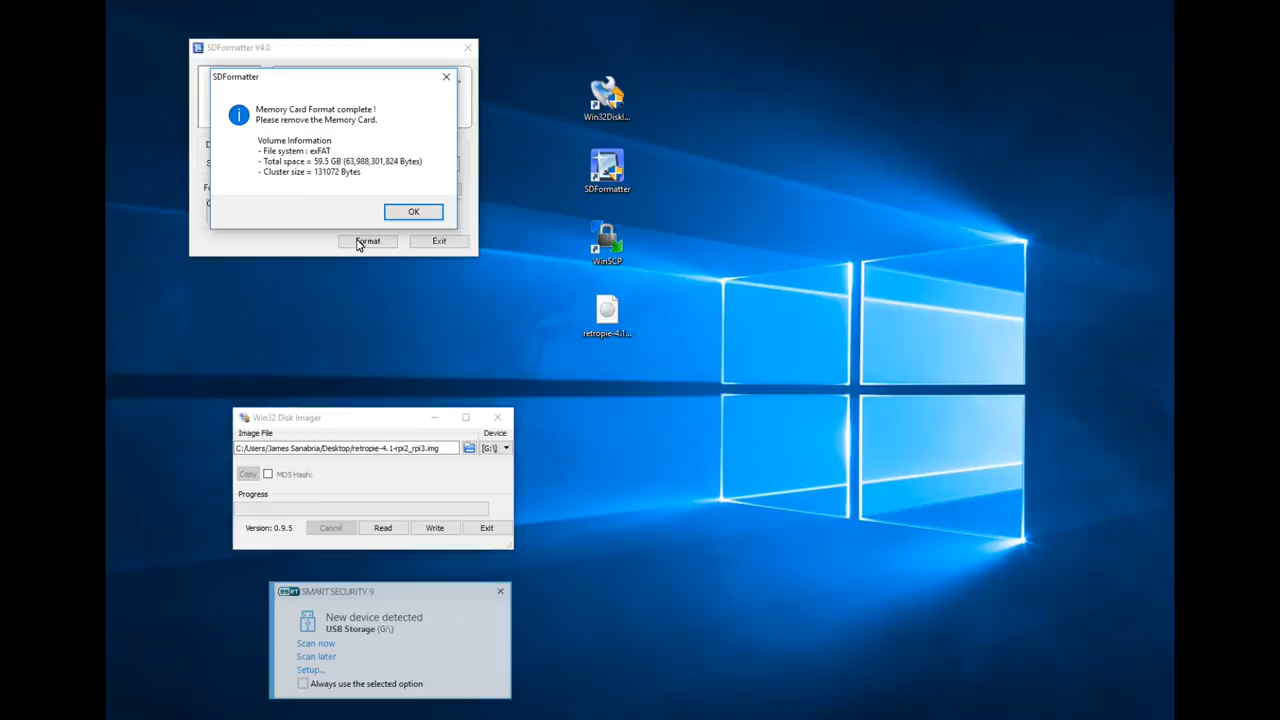 SDFormatter V4.0
SDFormatter
Memory Card Format complete !
Please remove the Memory Card.
Volume Information
- File system : exFAT
- Total space = 59.5 GB (63,988,301,824 Bytes)
- Cluster size = 131072 Bytes
OK
Format
Exit
Win32DiskI...
SDFormatter
WinSCP
retropie-4.1...
Win32 Disk Imager
Image File
Device
C:/Users/James Sanabria/Desktop/retropie-4.1-rpi2_rpi3.img
[G:\]
Copy
MD5 Hash:
Progress
Version: 0.9.5
Cancel
Read
Write
Exit
eset SMART SECURITY 9
New device detected
USB Storage (G:\)
Scan now
Scan later
Setup...
Always use the selected option